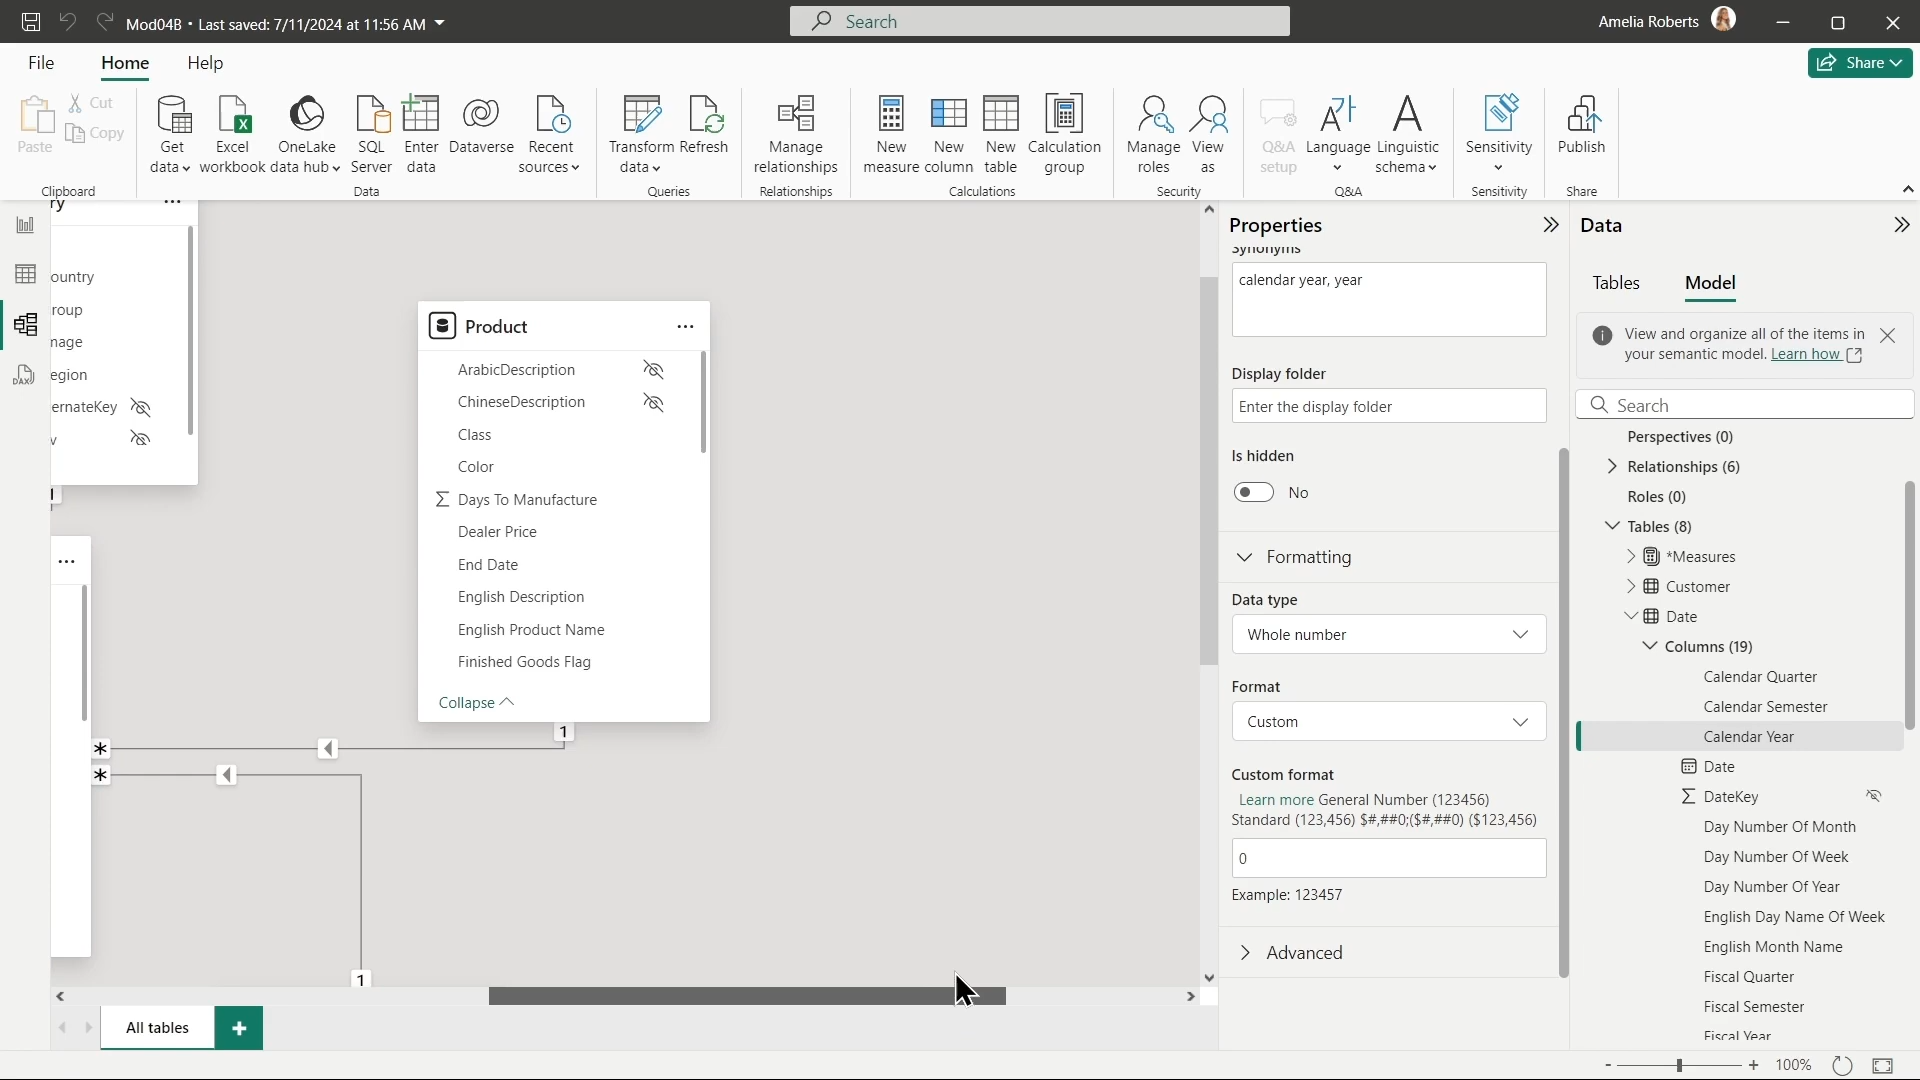 Mod04B • Last saved: 7/11/2024 at 11:56 AM
Search
Amelia Roberts
File
Home
Help
Share
Paste
Cut
Copy
Clipboard
Get data
Excel workbook
OneLake data hub
SQL Server
Enter data
Dataverse
Recent sources
Data
Transform data
Refresh
Queries
Manage relationships
Relationships
New measure
New column
New table
Calculation group
Calculations
Manage roles
View as
Security
Q&A setup
Language
Linguistic schema
Q&A
Sensitivity
Sensitivity
Publish
Share
ry
ountry
roup
mage
egion
ernateKey
y
1
Product
ArabicDescription
ChineseDescription
Class
Color
Σ Days To Manufacture
Dealer Price
End Date
English Description
English Product Name
Finished Goods Flag
Collapse
1
*
*
1
All tables
+
Properties
Synonyms
calendar year, year
Display folder
Enter the display folder
Is hidden
No
Formatting
Data type
Whole number
Format
Custom
Custom format
Learn more General Number (123456)
Standard (123,456) $#,##0;($#,##0) ($123,456)
0
Example: 123457
Advanced
Data
Tables
Model
View and organize all of the items in
your semantic model. Learn how
Search
Perspectives (0)
Relationships (6)
Roles (0)
Tables (8)
*Measures
Customer
Date
Columns (19)
Calendar Quarter
Calendar Semester
Calendar Year
Date
Σ DateKey
Day Number Of Month
Day Number Of Week
Day Number Of Year
English Day Name Of Week
English Month Name
Fiscal Quarter
Fiscal Semester
Fiscal Year
- + 100%